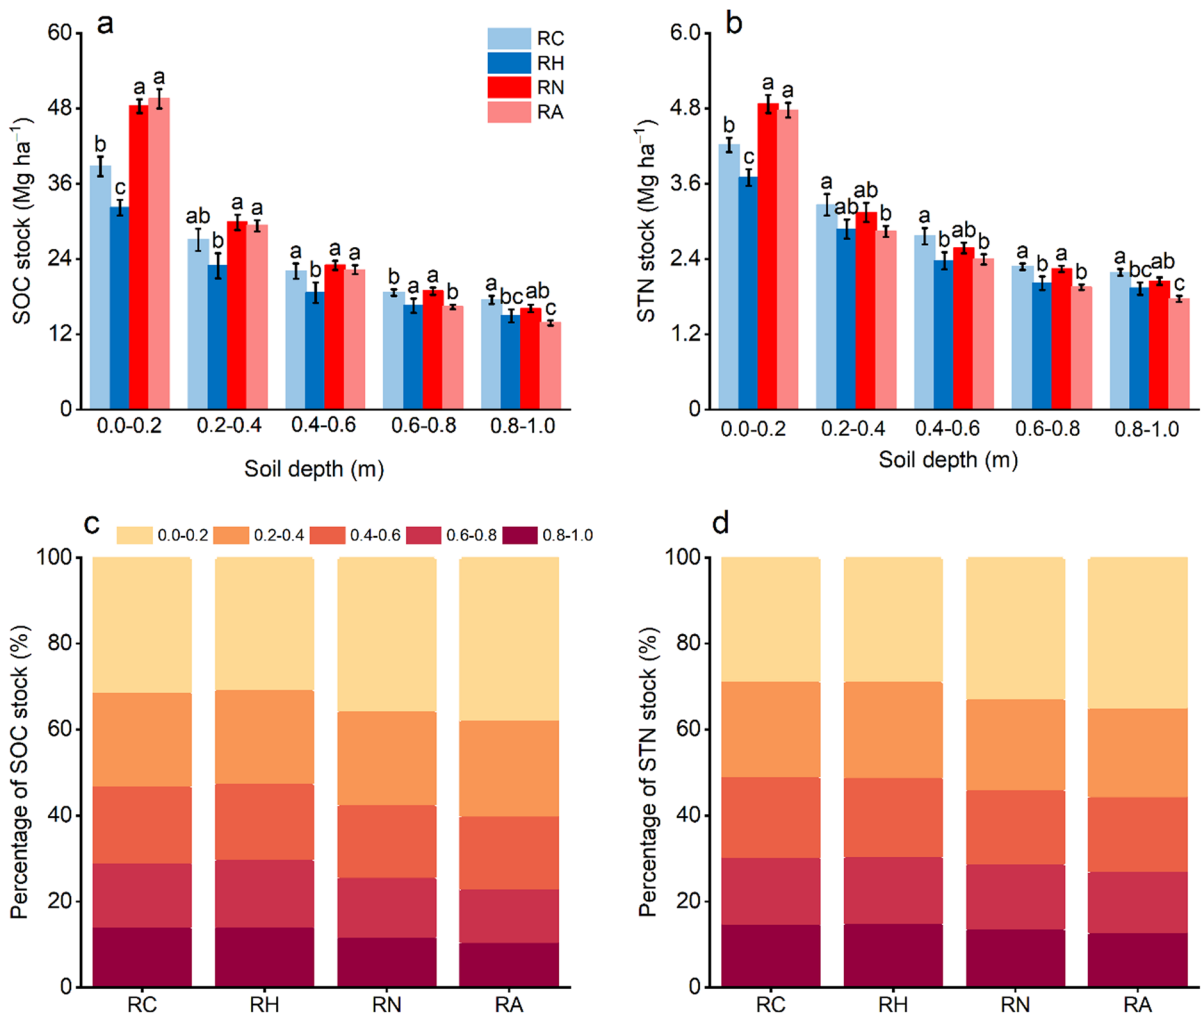 a
60
48
36
24
12
0
SOC stock (Mg ha⁻¹)
RC
RH
RN
RA
b c a a
ab b a a
a b a a
b a a b
a bc ab c
0.0-0.2 0.2-0.4 0.4-0.6 0.6-0.8 0.8-1.0
Soil depth (m)
b
6.0
4.8
3.6
2.4
1.2
0
STN stock (Mg ha⁻¹)
b c a a
a ab ab b
a b ab b
a b a b
a bc ab c
0.0-0.2 0.2-0.4 0.4-0.6 0.6-0.8 0.8-1.0
Soil depth (m)
c
0.0-0.2 0.2-0.4 0.4-0.6 0.6-0.8 0.8-1.0
100
80
60
40
20
0
Percentage of SOC stock (%)
RC RH RN RA
d
100
80
60
40
20
0
Percentage of STN stock (%)
RC RH RN RA